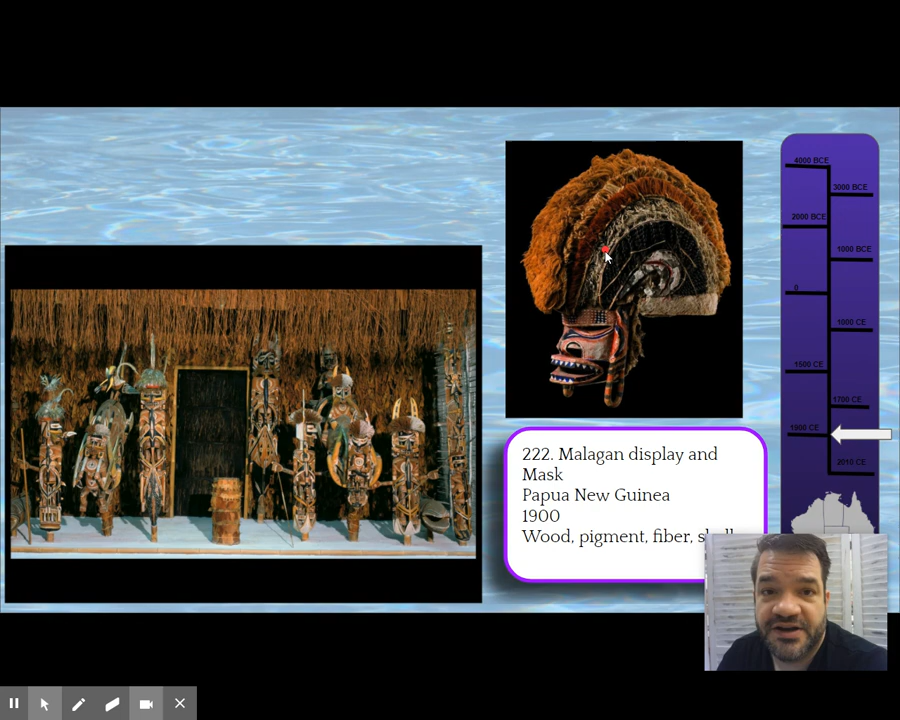 4000 BCE
3000 BCE
2000 BCE
1000 BCE
0
1000 CE
1500 CE
1700 CE
1900 CE
2010 CE
222. Malagan display and
Mask
Papua New Guinea
1900
Wood, pigment, fiber,